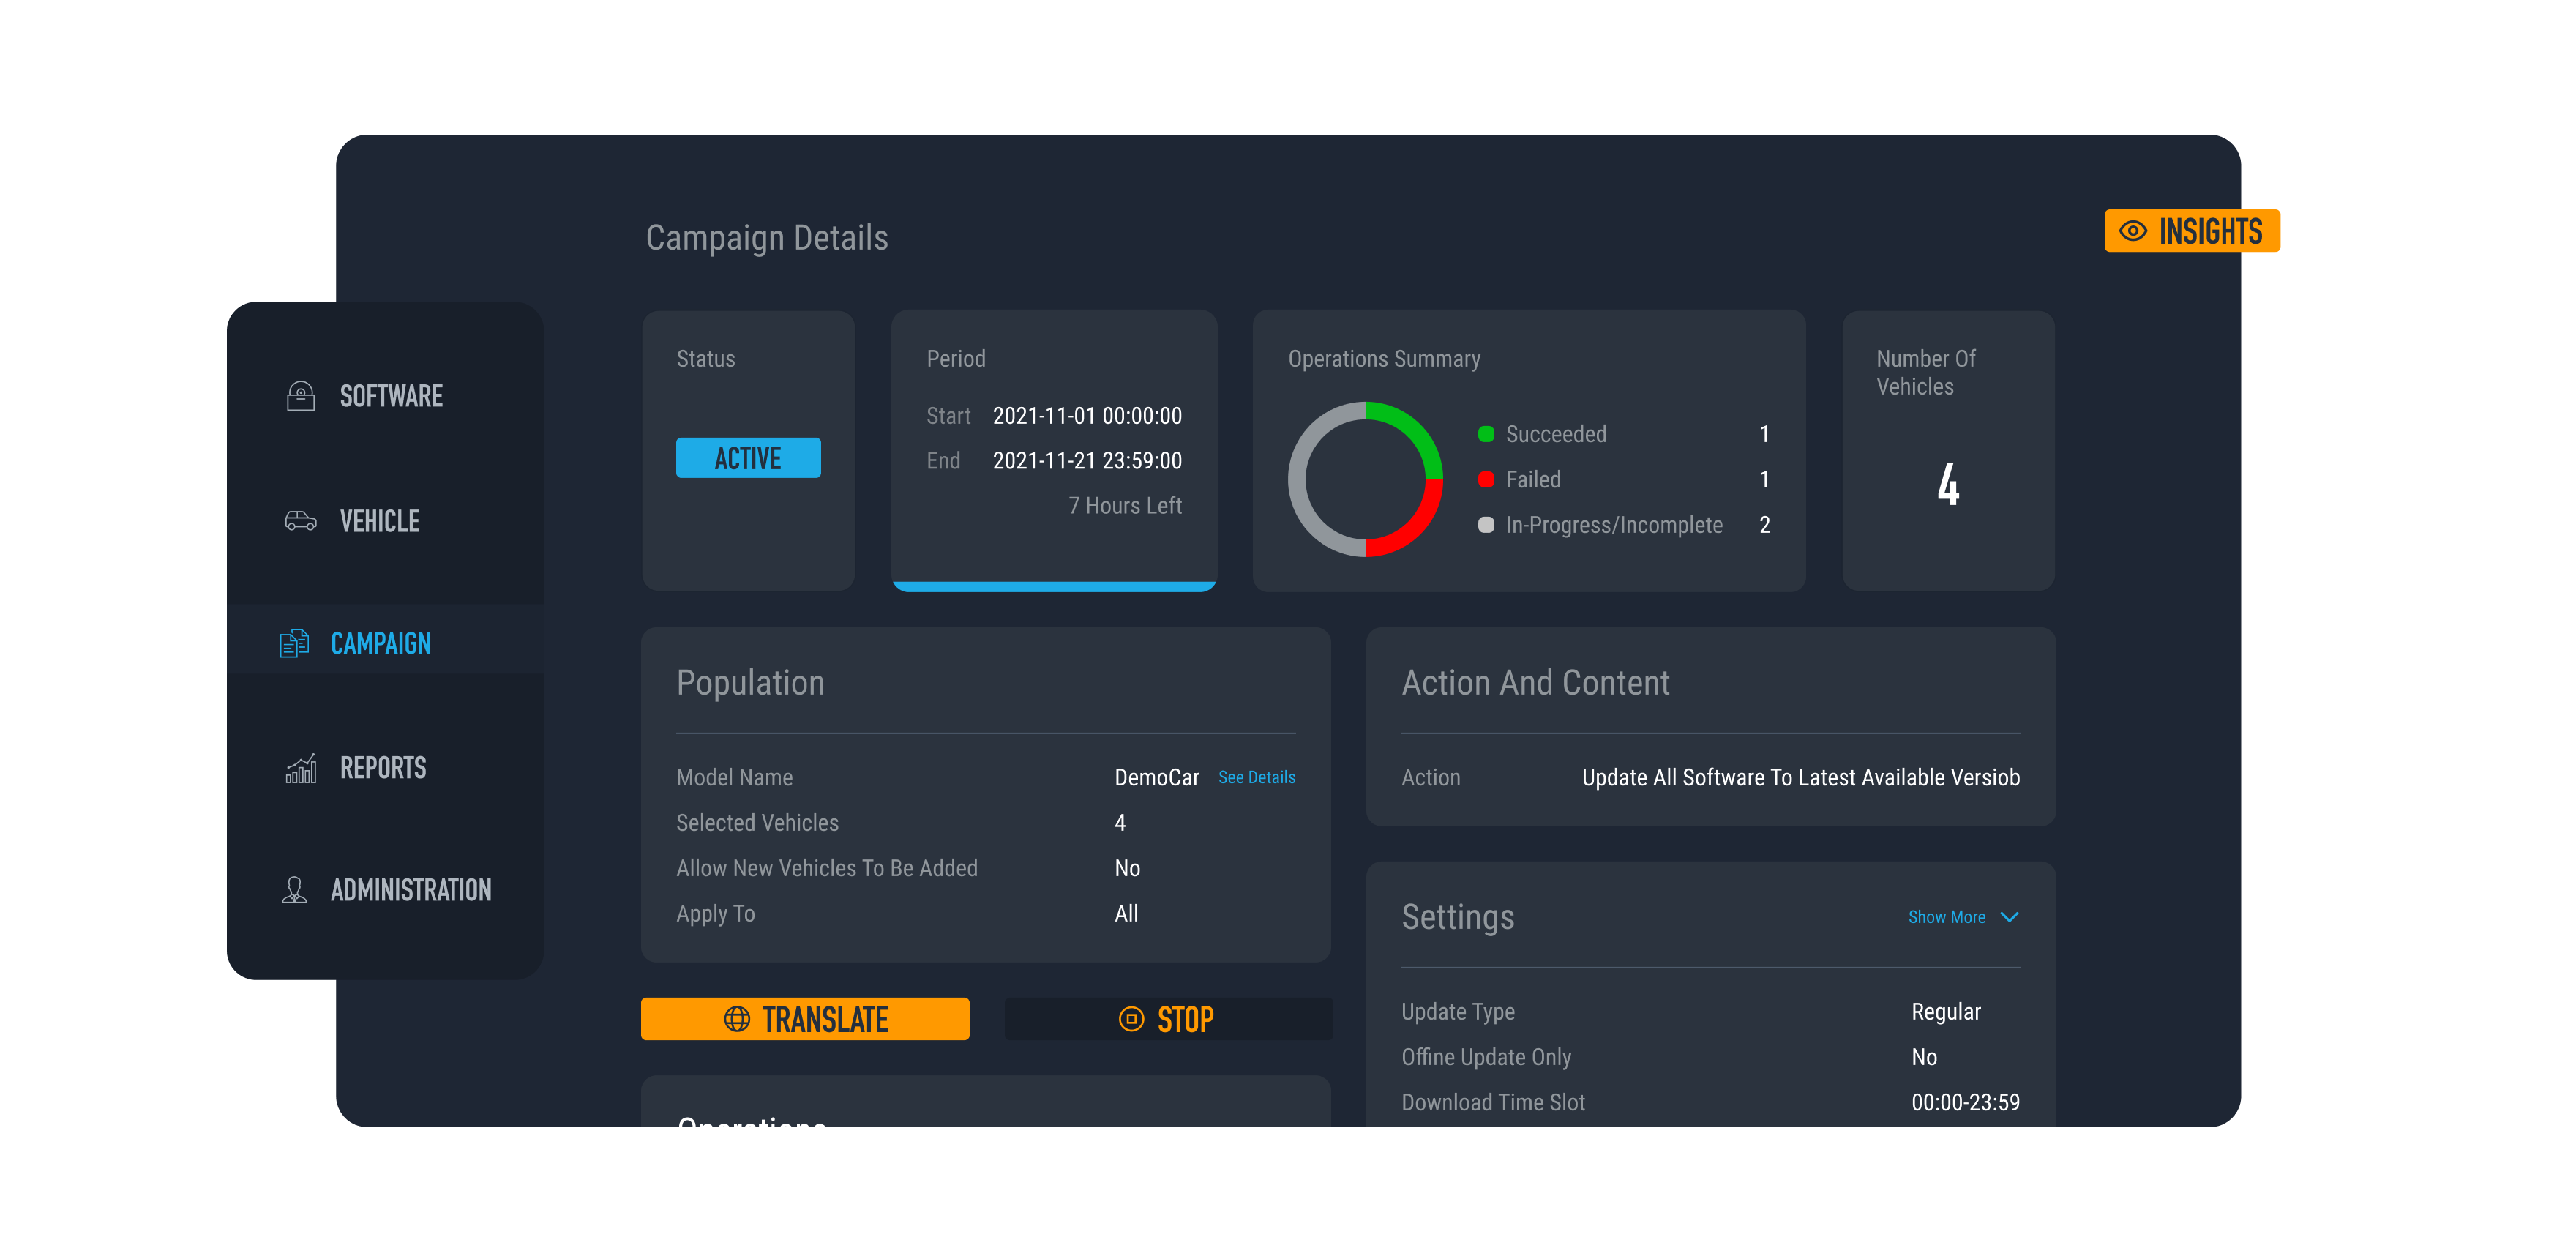 Campaign Details
INSIGHTS
SOFTWARE
VEHICLE
CAMPAIGN
REPORTS
ADMINISTRATION
Status
ACTIVE
Period
Start 2021-11-01 00:00:00
End 2021-11-21 23:59:00
7 Hours Left
Operations Summary
Succeeded 1
Failed 1
In-Progress/Incomplete 2
Number Of
Vehicles
4
Population
Model Name DemoCar See Details
Selected Vehicles 4
Allow New Vehicles To Be Added No
Apply To All
TRANSLATE
STOP
Operations
Action And Content
Action Update All Software To Latest Available Versiob
Settings Show More
Update Type Regular
Offine Update Only No
Download Time Slot 00:00-23:59